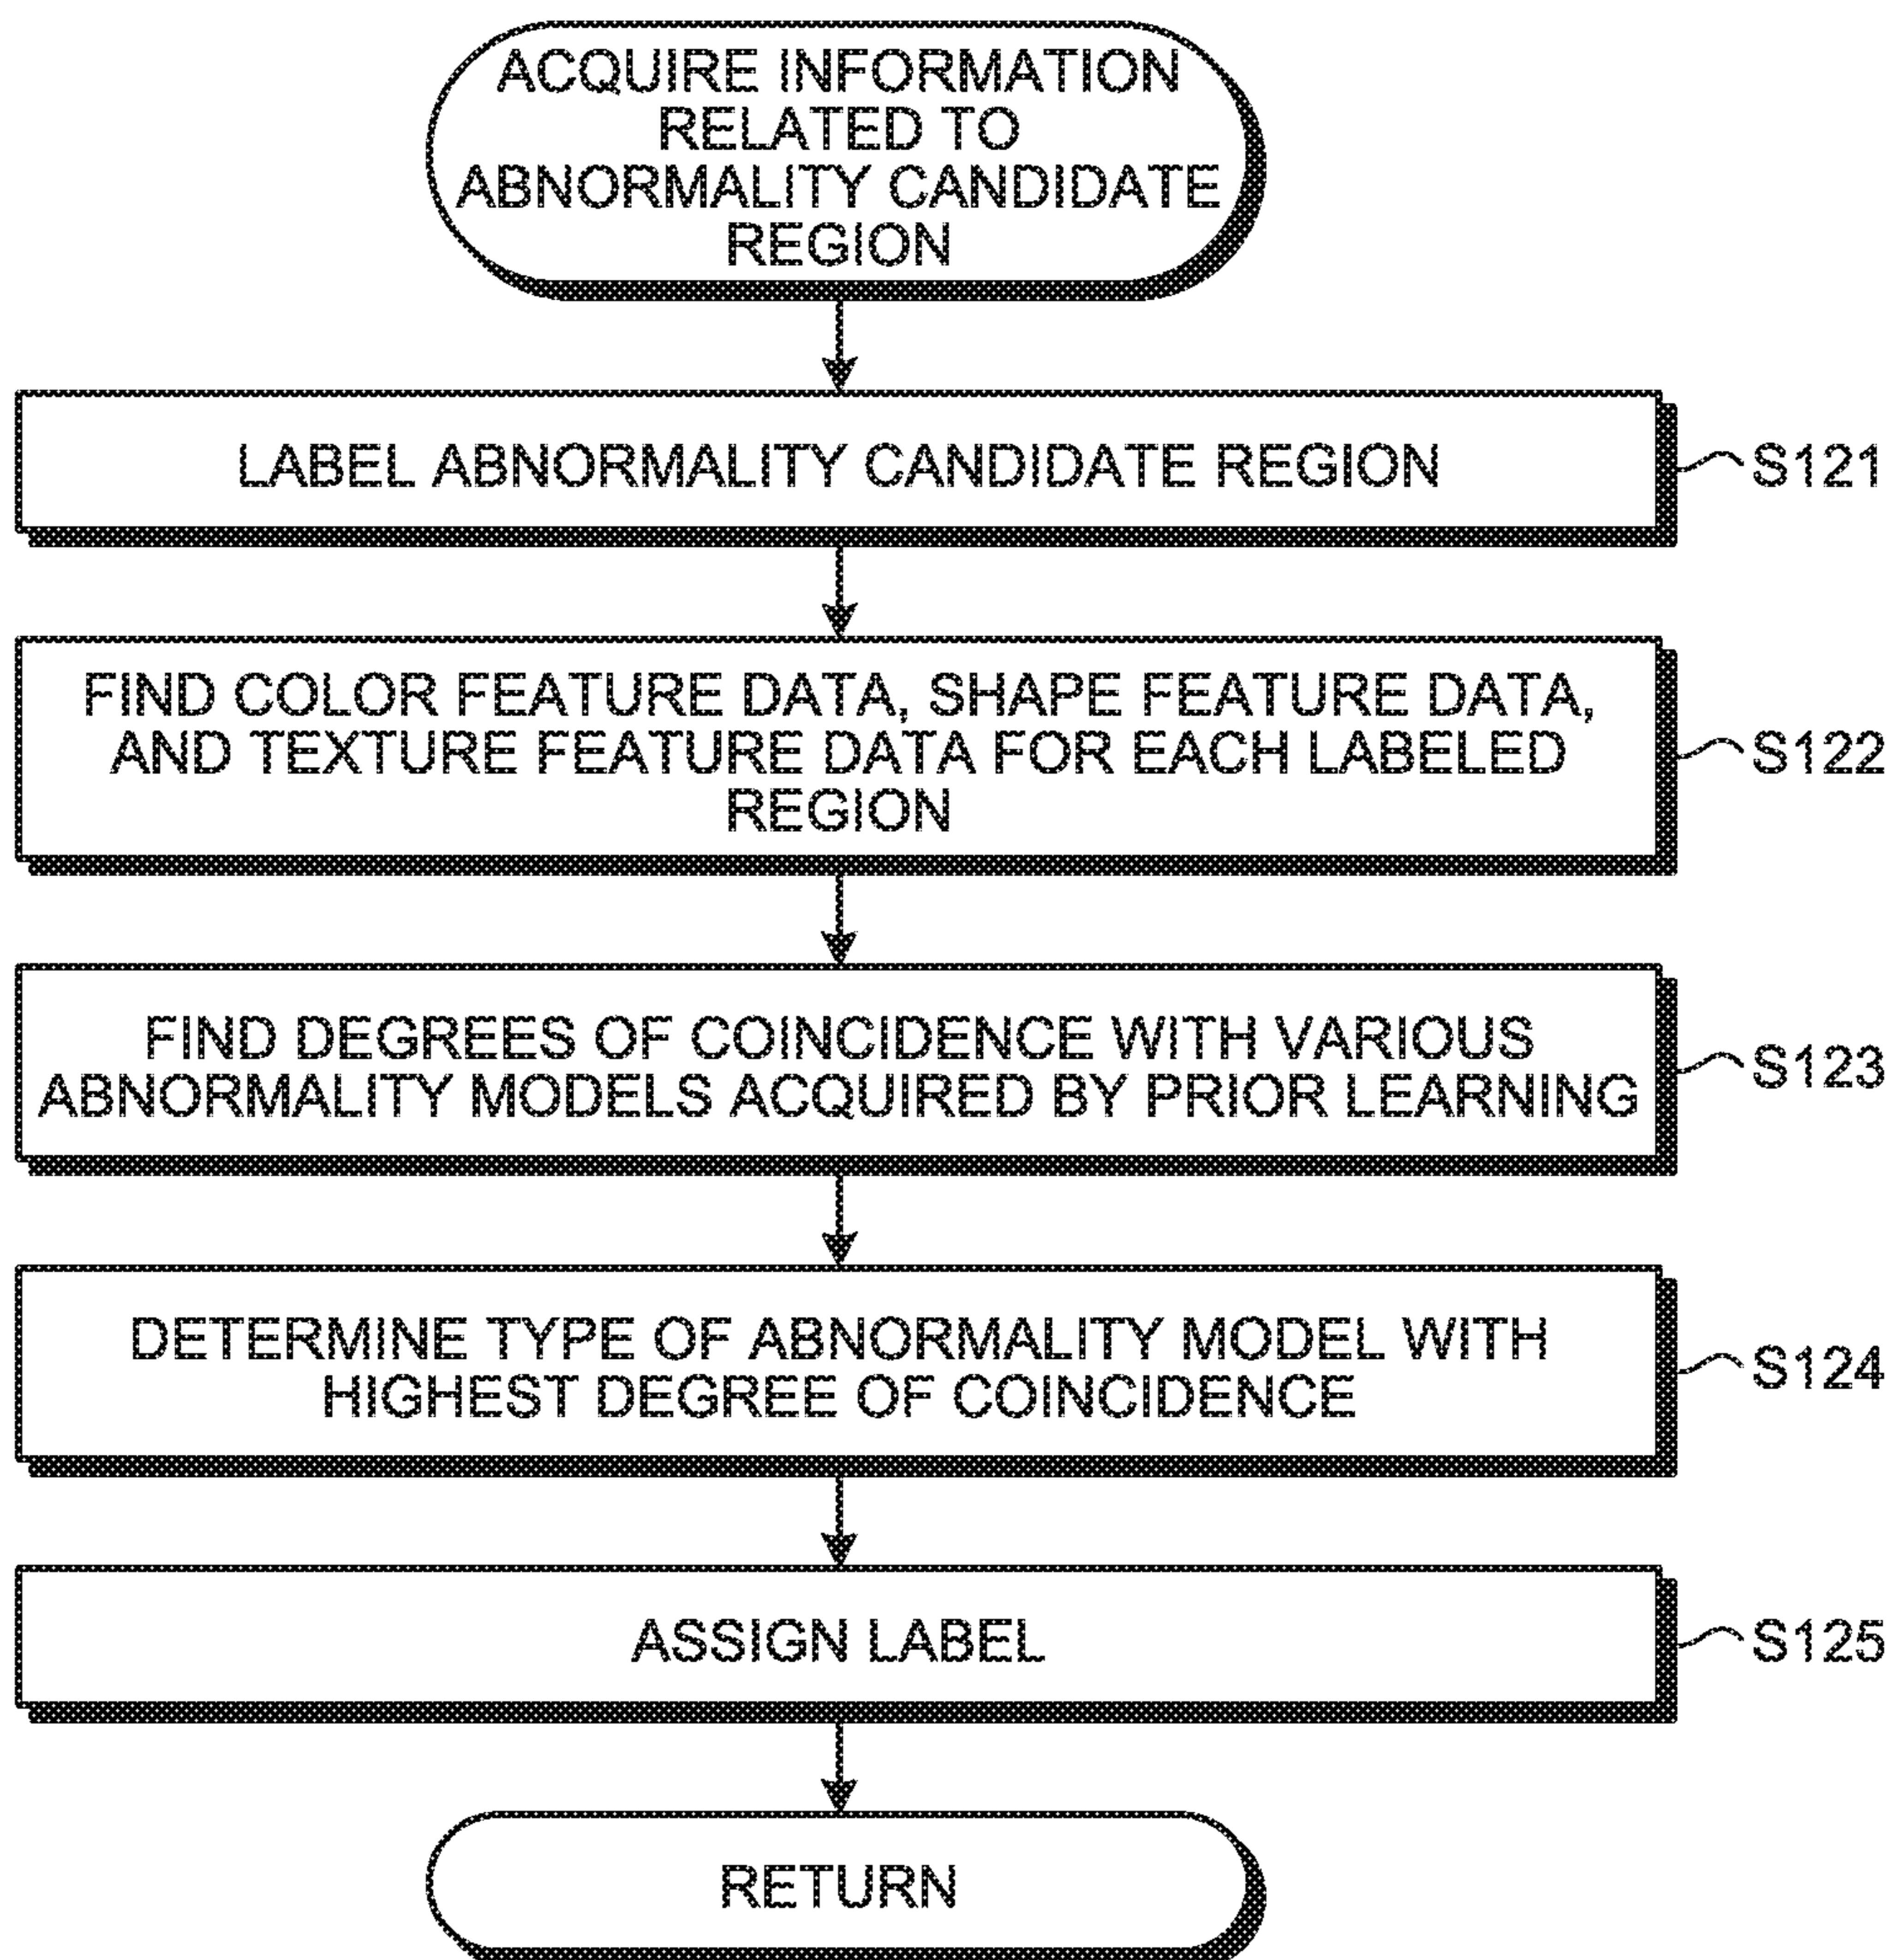 ACQUIRE INFORMATION
RELATED TO
ABNORMALITY CANDIDATE
REGION
LABEL ABNORMALITY CANDIDATE REGION
S121
FIND COLOR FEATURE DATA, SHAPE FEATURE DATA,
AND TEXTURE FEATURE DATA FOR EACH LABELED
REGION
S122
FIND DEGREES OF COINCIDENCE WITH VARIOUS
ABNORMALITY MODELS ACQUIRED BY PRIOR LEARNING
S123
DETERMINE TYPE OF ABNORMALITY MODEL WITH
HIGHEST DEGREE OF COINCIDENCE
S124
ASSIGN LABEL
S125
RETURN